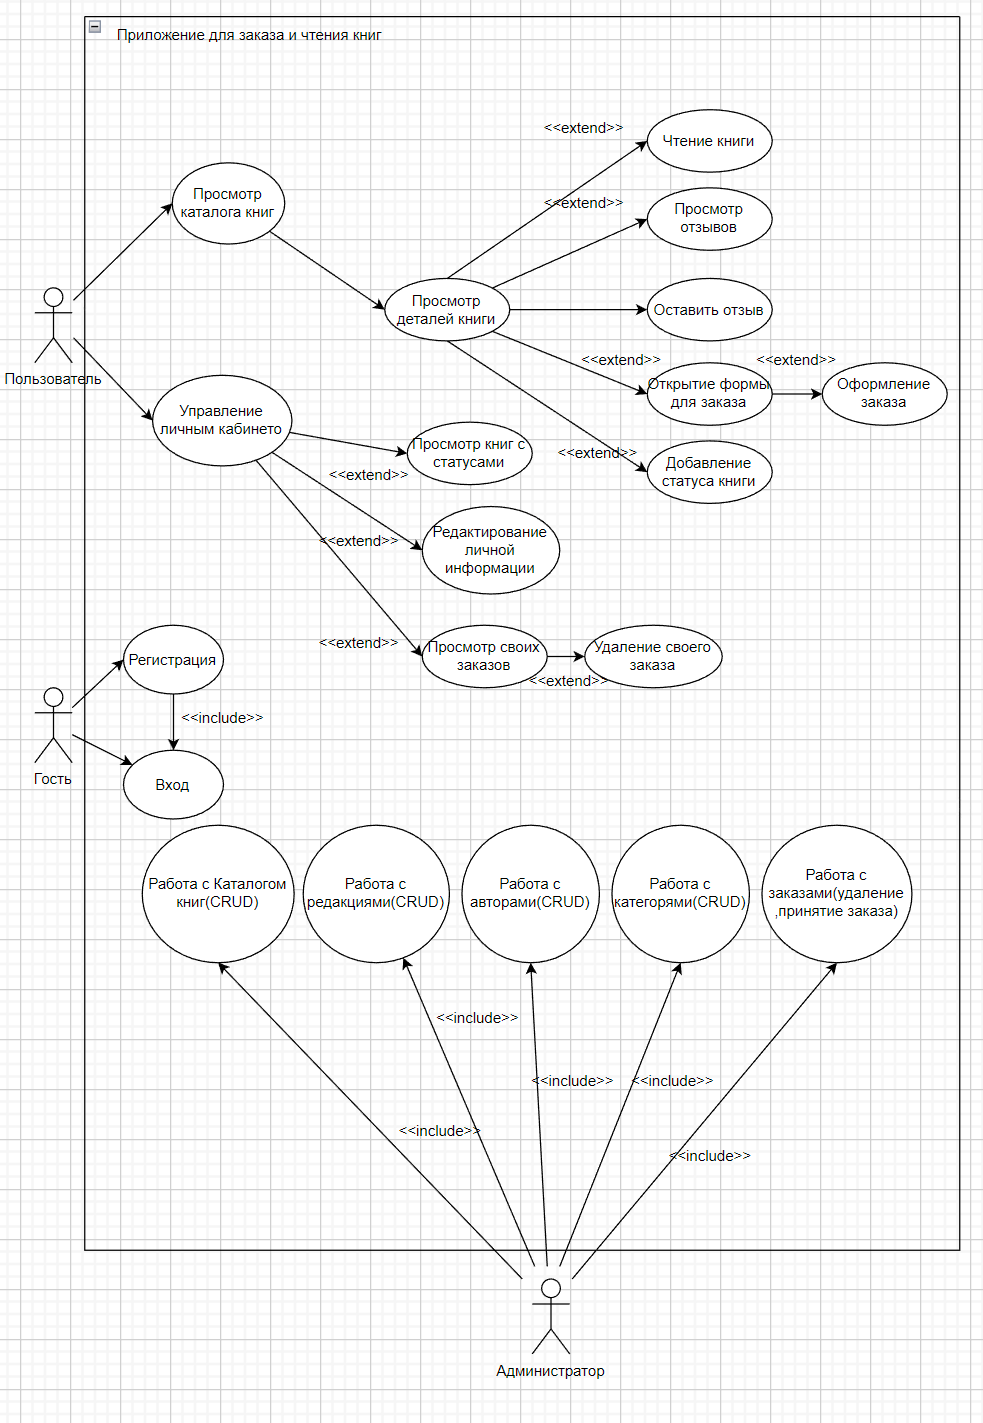 Приложение для заказа и чтения книг
<<extend>>
Чтение книги
Просмотр
каталога книг
<<extend>>
Просмотр
отзывов
Просмотр
деталей книги
Оставить отзыв
Пользователь
<<extend>>
<<extend>>
Открытие формы
для заказа
Оформление
заказа
Управление
личным кабинето
Просмотр книг с
статусами
<<extend>>
Добавление
статуса книги
<<extend>>
<<extend>>
Редактирование
личной
информации
<<extend>>
Просмотр своих
заказов
<<extend>>
Удаление своего
заказа
Регистрация
<<include>>
Гость
Вход
Работа с Каталогом
книг(CRUD)
Работа с
редакциями(CRUD)
Работа с
авторами(CRUD)
Работа с
категорями(CRUD)
Работа с
заказами(удаление
,принятие заказа)
<<include>>
<<include>>
<<include>>
<<include>>
<<include>>
Администратор